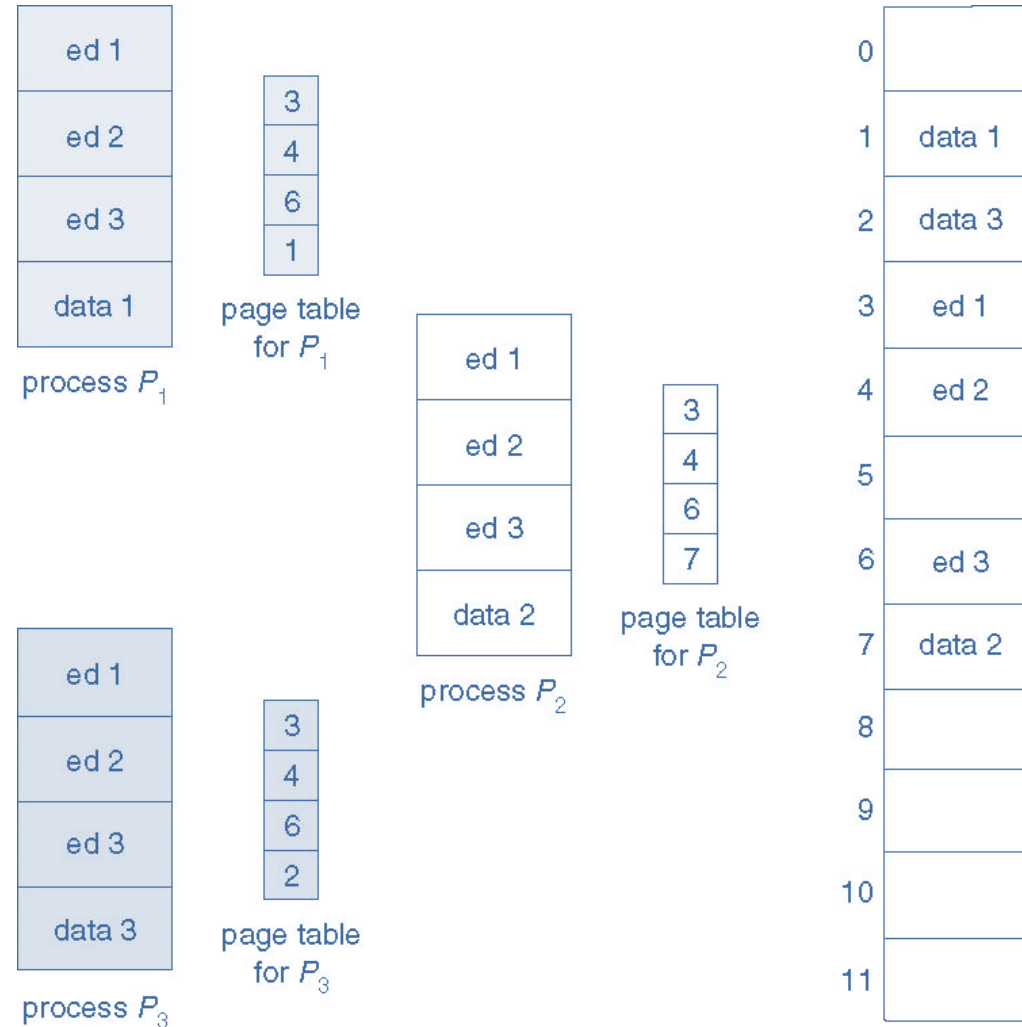 ed 1
ed 2
ed 3
data 1
process P1
3
4
6
1
page table
for P1
ed 1
ed 2
ed 3
data 2
process P2
3
4
6
7
page table
for P2
ed 1
ed 2
ed 3
data 3
process P3
3
4
6
2
page table
for P3
0
1 data 1
2 data 3
3 ed 1
4 ed 2
5
6 ed 3
7 data 2
8
9
10
11